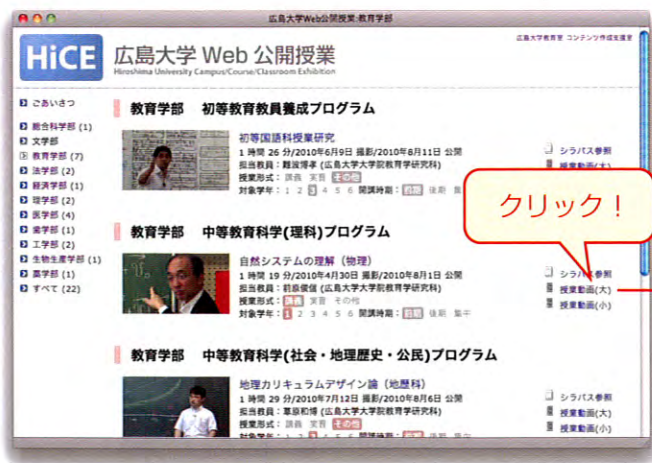 広島大学Web公開授業:教育学部
広島大学教育室 コンテンツ作成支援室
HiCE
広島大学 Web 公開授業
Hiroshima University Campus/Course/Classroom Exhibition
ごあいさつ
総合科学部 (1)
文学部
教育学部 (7)
法学部 (2)
経済学部 (1)
理学部 (2)
医学部 (4)
歯学部 (1)
工学部 (2)
生物生産学部 (1)
薬学部 (1)
すべて (22)
教育学部 初等教育教員養成プログラム
初等国語科授業研究
1 時間 26 分/2010年6月9日 撮影/2010年8月11日 公開
担当教員：難波博孝 (広島大学大学院教育学研究科)
授業形式：講義 実習 その他
対象学年：1 2 3 4 5 6 開講時期：前期 後期 集中
シラバス参照
授業動画(大)
クリック！
教育学部 中等教育科学(理科)プログラム
自然システムの理解（物理）
1 時間 19 分/2010年4月30日 撮影/2010年8月1日 公開
担当教員：前原俊信 (広島大学大学院教育学研究科)
授業形式：講義 実習 その他
対象学年：1 2 3 4 5 6 開講時期：前期 後期 集中
シラバス参照
授業動画(大)
授業動画(小)
教育学部 中等教育科学(社会・地理歴史・公民)プログラム
地理カリキュラムデザイン論（地歴科）
1 時間 29 分/2010年7月12日 撮影/2010年8月6日 公開
担当教員：草原和博 (広島大学大学院教育学研究科)
授業形式：講義 実習 その他
対象学年：1 2 3 4 5 6 開講時期：前期 後期 集中
シラバス参照
授業動画(大)
授業動画(小)